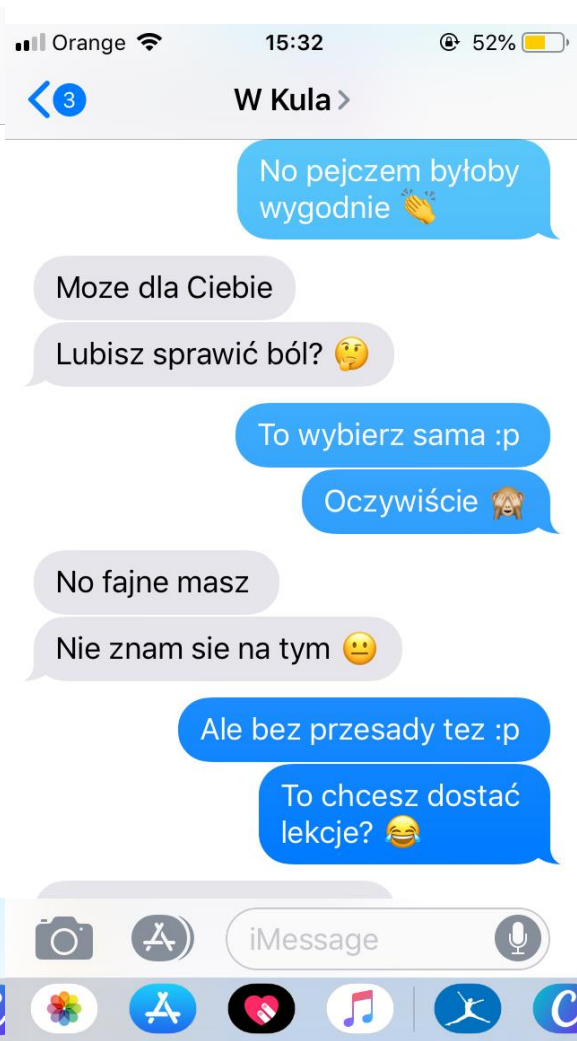 Orange 15:32 52%
3 W Kula
No pejczem byłoby
wygodnie 👏
Moze dla Ciebie
Lubisz sprawić ból? 🤔
To wybierz sama :p
Oczywiście 🙈
No fajne masz
Nie znam sie na tym 😐
Ale bez przesady tez :p
To chcesz dostać
lekcje? 😂
iMessage